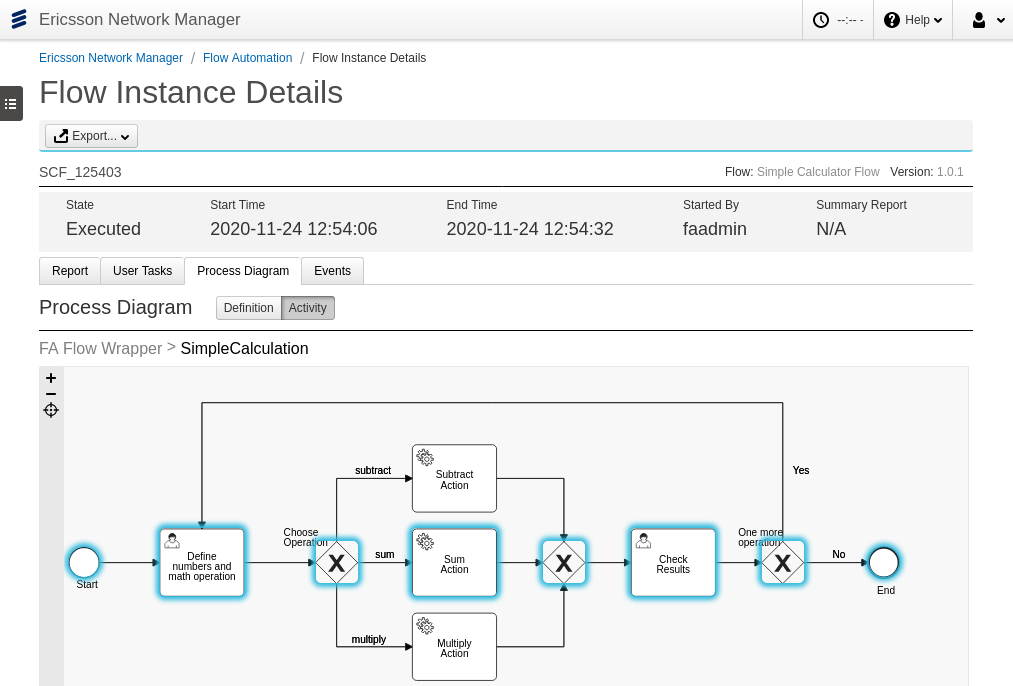 Ericsson Network Manager
--:-- -
Help
Ericsson Network Manager / Flow Automation / Flow Instance Details
Flow Instance Details
Export...
SCF_125403
Flow: Simple Calculator Flow Version: 1.0.1
State Start Time End Time Started By Summary Report
Executed 2020-11-24 12:54:06 2020-11-24 12:54:32 faadmin N/A
Report User Tasks Process Diagram Events
Process Diagram Definition Activity
FA Flow Wrapper > SimpleCalculation
+
−
subtract
Subtract
Action
Yes
Start
Define
numbers and
math operation
Choose
Operation
X
sum
Sum
Action
X
Check
Results
One more
operation
X
No
End
multiply
Multiply
Action